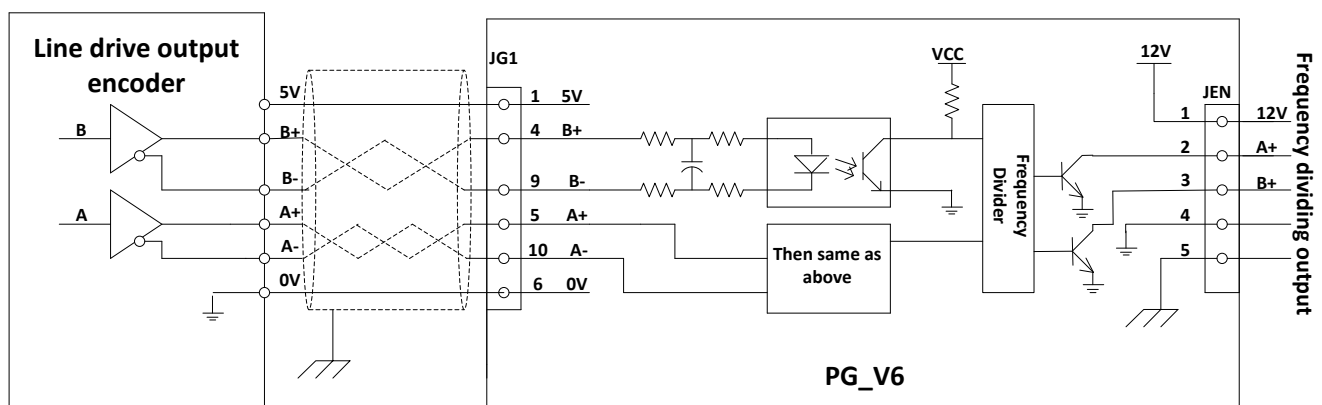 Line drive output
encoder
5V
B
B+
B-
A
A+
A-
0V
JG1
1 5V
4 B+
9 B-
5 A+
10 A-
6 0V
VCC
Then same as
above
Frequency
Divider
12V
JEN
1 12V
2 A+
3 B+
4
5
Frequency dividing output
PG_V6